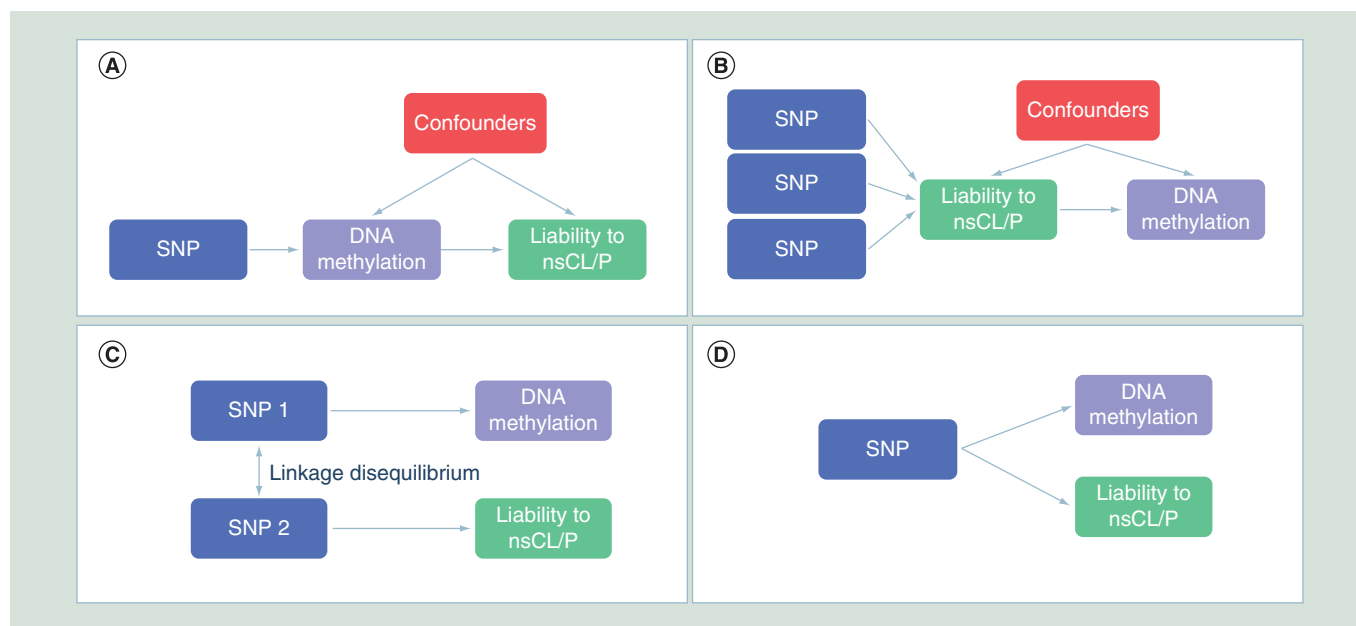 A
Confounders
SNP
DNA
methylation
Liability to
nsCL/P
B
SNP
SNP
SNP
Confounders
Liability to
nsCL/P
DNA
methylation
C
SNP 1
DNA
methylation
Linkage disequilibrium
SNP 2
Liability to
nsCL/P
D
SNP
DNA
methylation
Liability to
nsCL/P